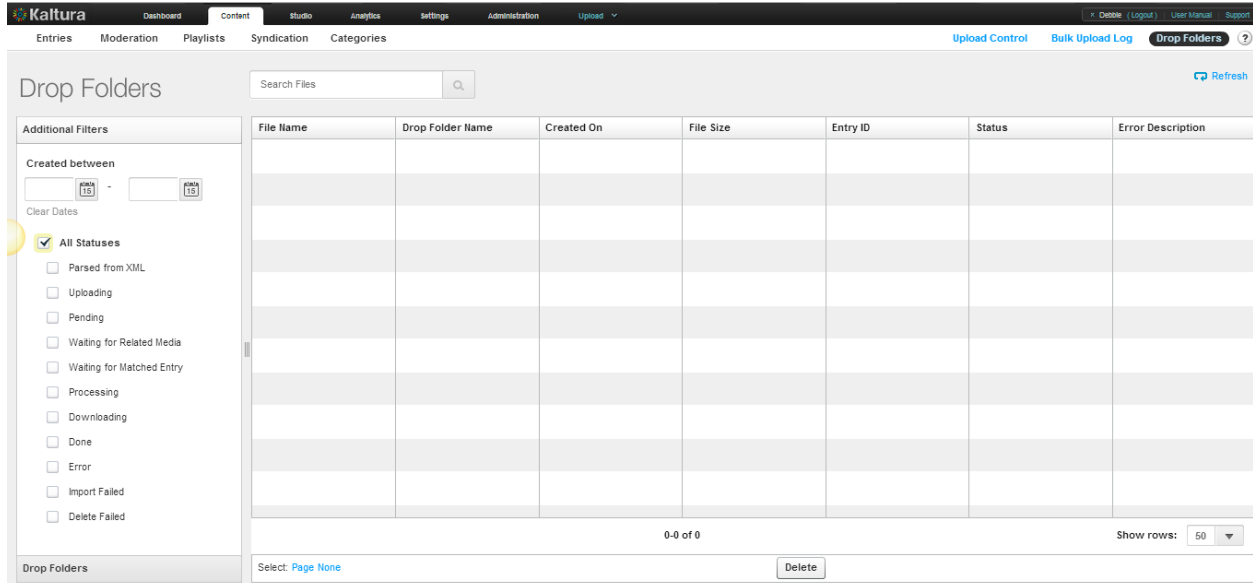 Kaltura Dashboard Content Studio Analytics Settings Administration Upload × Debbie (Logout) User Manual Support
Entries Moderation Playlists Syndication Categories Upload Control Bulk Upload Log Drop Folders ?
Drop Folders
Search Files
Refresh
Additional Filters
Created between
15 - 15
Clear Dates
All Statuses
Parsed from XML
Uploading
Pending
Waiting for Related Media
Waiting for Matched Entry
Processing
Downloading
Done
Error
Import Failed
Delete Failed
Drop Folders
File Name Drop Folder Name Created On File Size Entry ID Status Error Description
0-0 of 0
Show rows: 50
Select: Page None
Delete